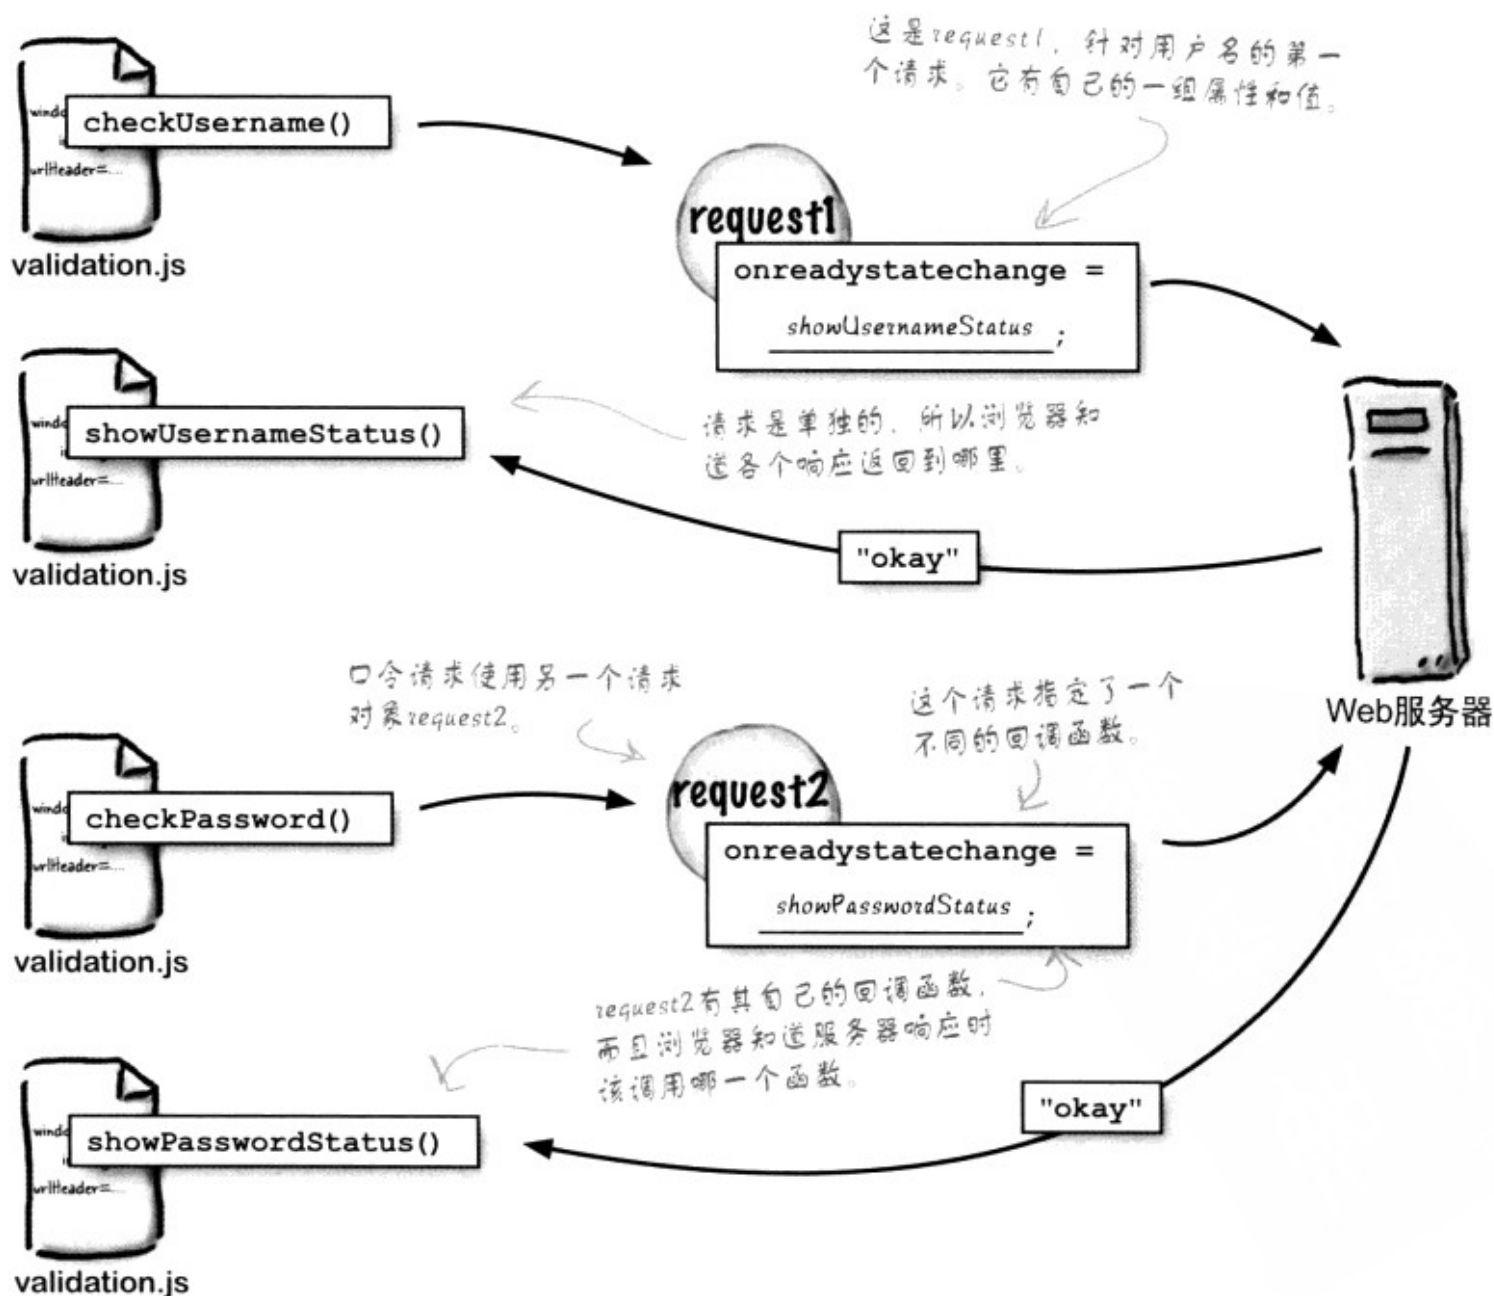 这是request1，针对用户名的第一
个请求。它有自己的一组属性和值。
checkUsername()
urlHeader=....
validation.js
request1
onreadystatechange =
showUsernameStatus ;
showUsernameStatus()
urlHeader=....
validation.js
请求是单独的，所以浏览器知
道各个响应返回到哪里。
"okay"
Web服务器
口令请求使用另一个请求
对象request2。
这个请求指定了一个
不同的回调函数。
checkPassword()
urlHeader=....
validation.js
request2
onreadystatechange =
showPasswordStatus ;
request2有其自己的回调函数，
而且浏览器知道服务器响应时
该调用哪一个函数。
"okay"
showPasswordStatus()
urlHeader=....
validation.js